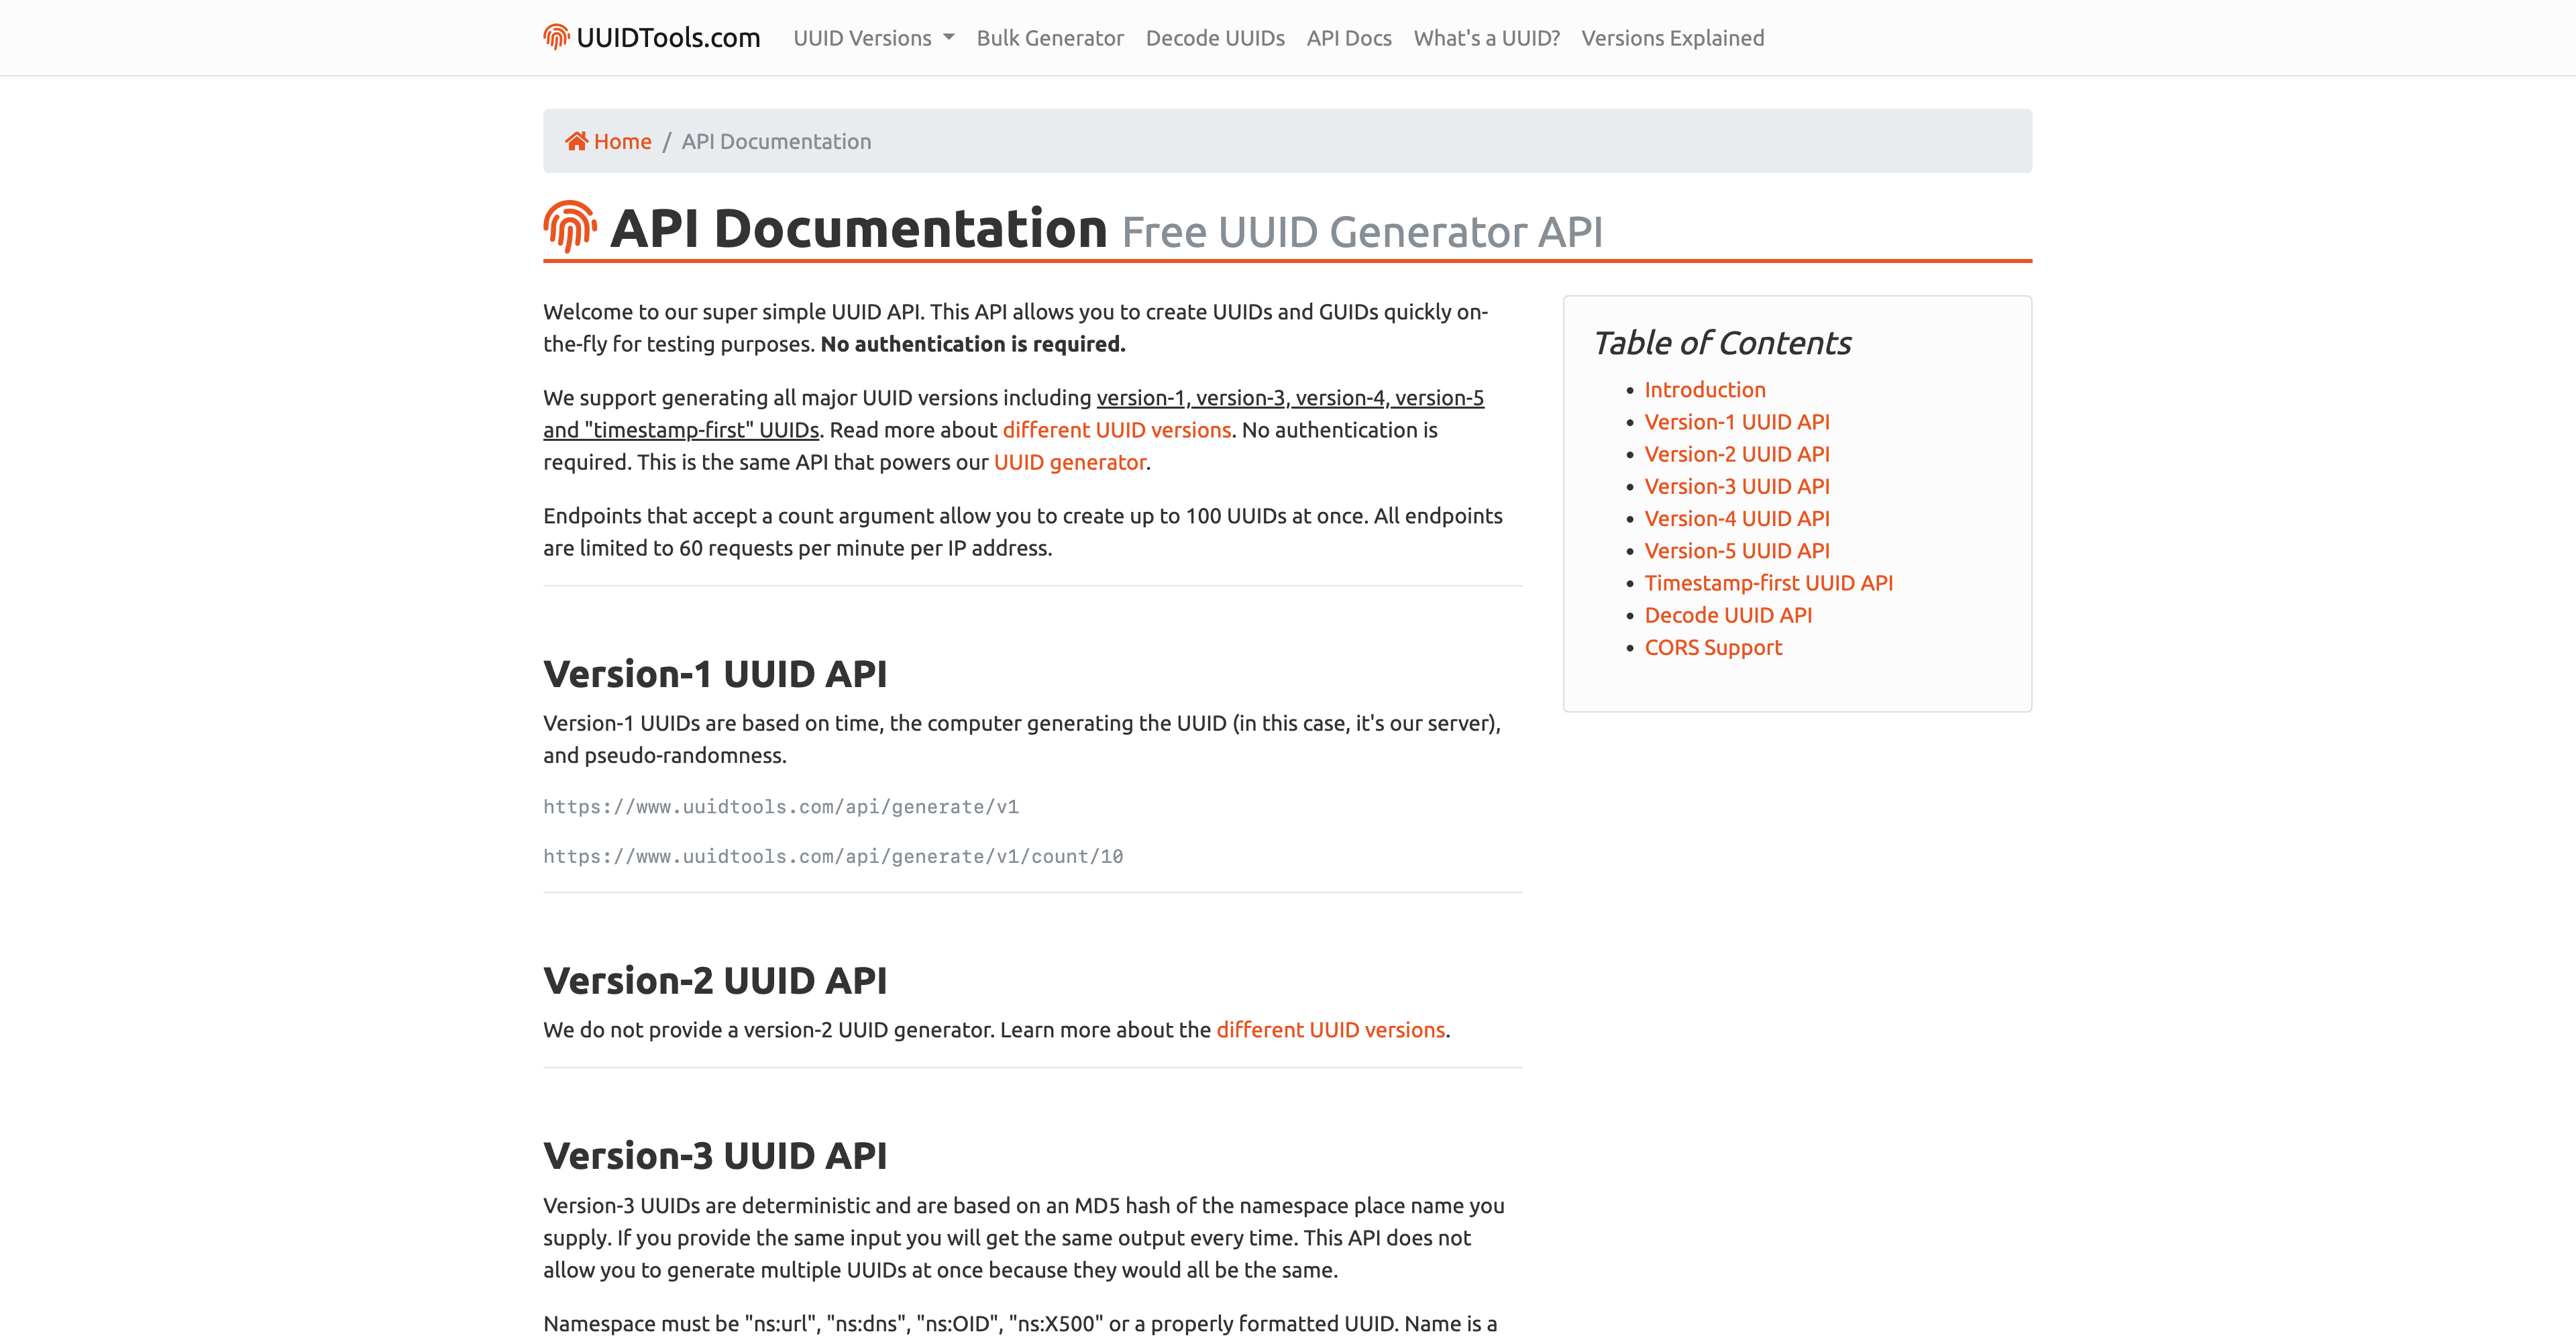 UUIDTools.com UUID Versions Bulk Generator Decode UUIDs API Docs What's a UUID? Versions Explained
Home / API Documentation
API Documentation Free UUID Generator API
Welcome to our super simple UUID API. This API allows you to create UUIDs and GUIDs quickly on-
the-fly for testing purposes. No authentication is required.
We support generating all major UUID versions including version-1, version-3, version-4, version-5
and "timestamp-first" UUIDs. Read more about different UUID versions. No authentication is
required. This is the same API that powers our UUID generator.
Endpoints that accept a count argument allow you to create up to 100 UUIDs at once. All endpoints
are limited to 60 requests per minute per IP address.
Table of Contents
Introduction
Version-1 UUID API
Version-2 UUID API
Version-3 UUID API
Version-4 UUID API
Version-5 UUID API
Timestamp-first UUID API
Decode UUID API
CORS Support
Version-1 UUID API
Version-1 UUIDs are based on time, the computer generating the UUID (in this case, it's our server),
and pseudo-randomness.
https://www.uuidtools.com/api/generate/v1
https://www.uuidtools.com/api/generate/v1/count/10
Version-2 UUID API
We do not provide a version-2 UUID generator. Learn more about the different UUID versions.
Version-3 UUID API
Version-3 UUIDs are deterministic and are based on an MD5 hash of the namespace place name you
supply. If you provide the same input you will get the same output every time. This API does not
allow you to generate multiple UUIDs at once because they would all be the same.
Namespace must be "ns:url", "ns:dns", "ns:OID", "ns:X500" or a properly formatted UUID. Name is a